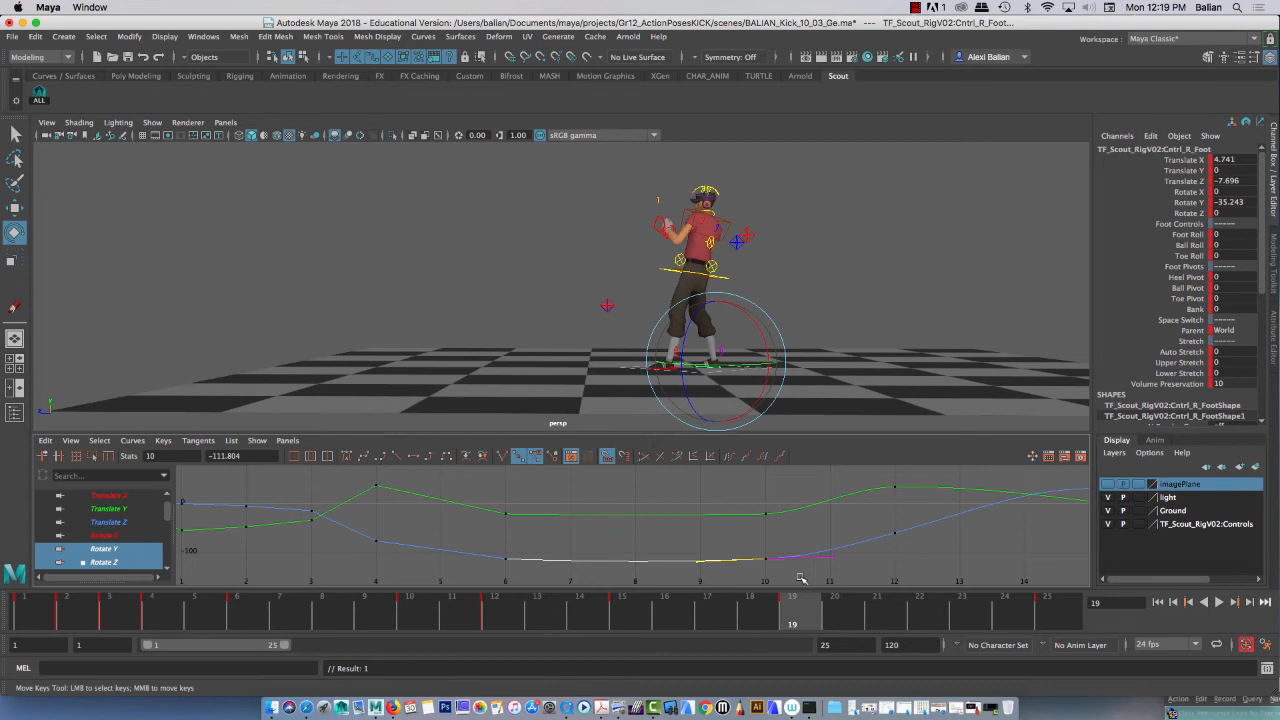 Maya Window
Mon 12:19 PM Balian
Autodesk Maya 2018 - Educational Version: /users/balian/Documents/maya/projects/Gr12_ActionPosesKICK/scenes/BALIAN_Kick_10_03_Ge.ma* --- TF_Scout_RigV02:Cntrl_R_Foot...
File Edit Create Select Modify Display Windows Mesh Edit Mesh Mesh Tools Mesh Display Curves Surfaces Deform UV Generate Cache Arnold Help
Workspace : Maya Classic*
Modeling Objects No Live Surface Symmetry: Off Alexi Balian
Curves / Surfaces Poly Modeling Sculpting Rigging Animation Rendering FX FX Caching Custom Bifrost MASH Motion Graphics XGen CHAR_ANIM TURTLE Arnold Scout
ALL
View Shading Lighting Show Renderer Panels
0.00 1.00 sRGB gamma
persp
Channels Edit Object Show
TF_Scout_RigV02:Cntrl_R_Foot
Translate X 4.741
Translate Y 0
Translate Z -7.696
Rotate X 0
Rotate Y -35.243
Rotate Z 0
Foot Controls -----
Foot Roll 0
Ball Roll 0
Toe Roll 0
Foot Pivots -----
Heel Pivot 0
Ball Pivot 0
Toe Pivot 0
Bank 0
Space Switch -----
Parent World
Stretch -----
Auto Stretch 0
Upper Stretch 0
Lower Stretch 0
Volume Preservation 10
SHAPES
TF_Scout_RigV02:Cntrl_R_FootShape
TF_Scout_RigV02:Cntrl_R_FootShape1
Channel Box / Layer Editor
Modeling Toolkit
Attribute Editor
Display Anim
Layers Options Help
imagePlane
V P light
V P Ground
V P TF_Scout_RigV02:Controls
Edit View Select Curves Keys Tangents List Show Panels
Stats 10 -111.804
Search...
Translate X
Translate Y
Translate Z
Rotate X
Rotate Y
Rotate Z
0
-100
1 2 3 4 6 7 8 9 10 11 12 13 14
1 2 3 4 5 6 7 8 9 10 11 12 13 14 15 16 17 18 19 20 21 22 23 24 25
19
19
1 1 1 25 25 120 No Character Set No Anim Layer 24 fps
MEL // Result: 1
Move Keys Tool: LMB to select keys; MMB to move keys
Action Edit Record Query